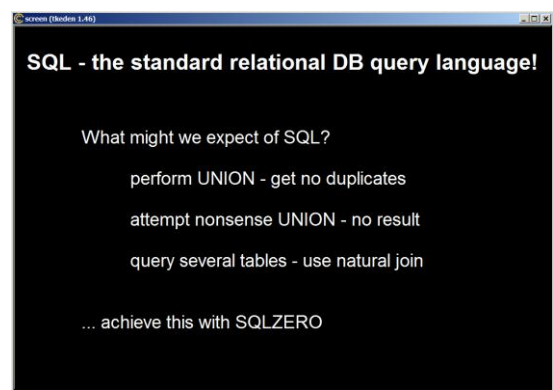 screen (tkeden 1.46)
SQL - the standard relational DB query language!
What might we expect of SQL?
perform UNION - get no duplicates
attempt nonsense UNION - no result
query several tables - use natural join
... achieve this with SQLZERO